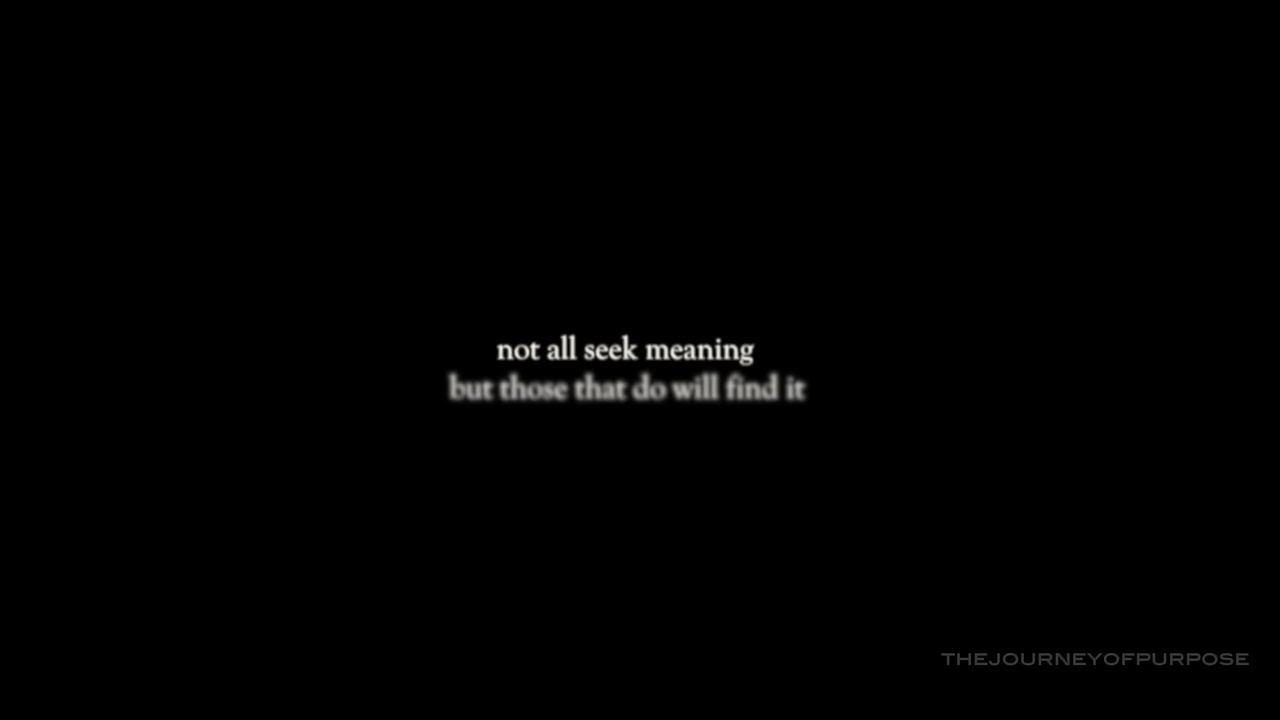 not all seek meaning
but those that do will find it
THEJOURNEYOFPURPOSE